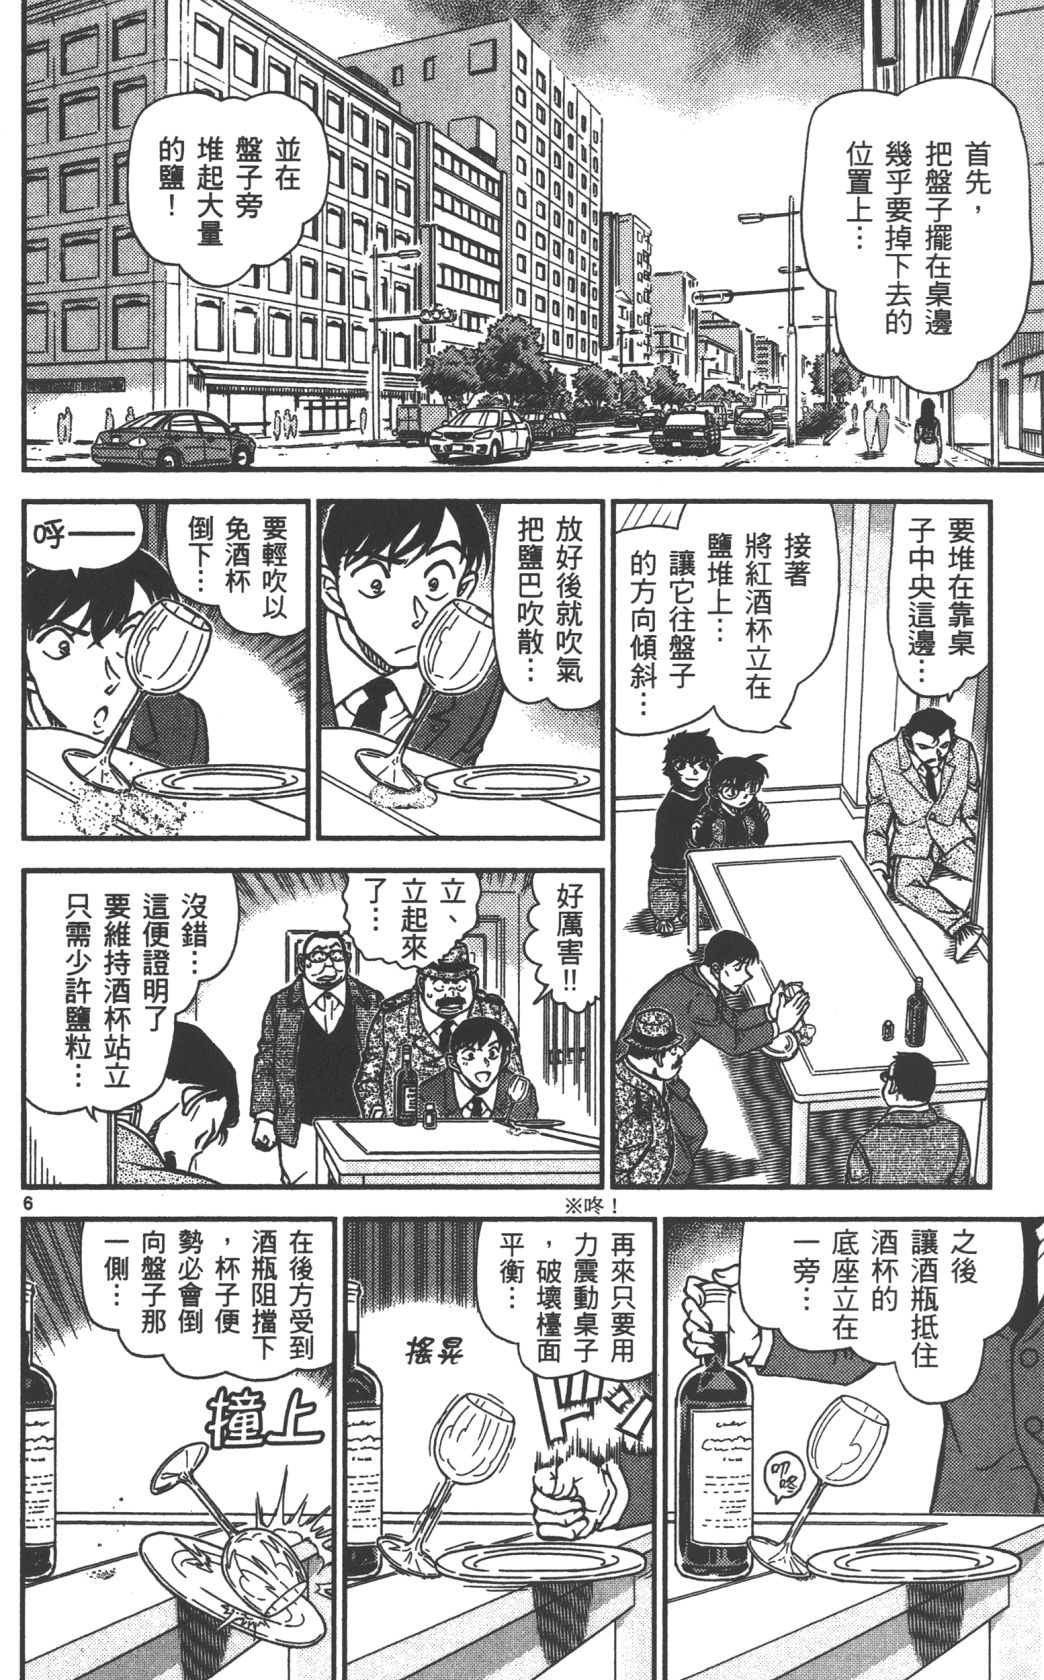 首先，
把盤子擺在桌邊
幾乎要掉下去的
位置上…
並在
盤子旁
堆起大量
的鹽！
要堆在靠桌
子中央這邊…
接著
將紅酒杯立在
鹽堆上…
讓它往盤子
的方向傾斜…
放好後就吹氣
把鹽巴吹散…
要輕吹以
免酒杯
倒下…
呼——
好厲害!!
立、
立起來
了…
沒錯…
這便證明了
要維持酒杯站立
只需少許鹽粒…
6
※咚！
之後
讓酒瓶抵住
酒杯的
底座立在
一旁…
叩咚
再來只要用
力震動桌子
，破壞檯面
平衡…
搖晃
在後方受到
酒瓶阻擋下
，杯子便
勢必會倒
向盤子那
一側…
撞上